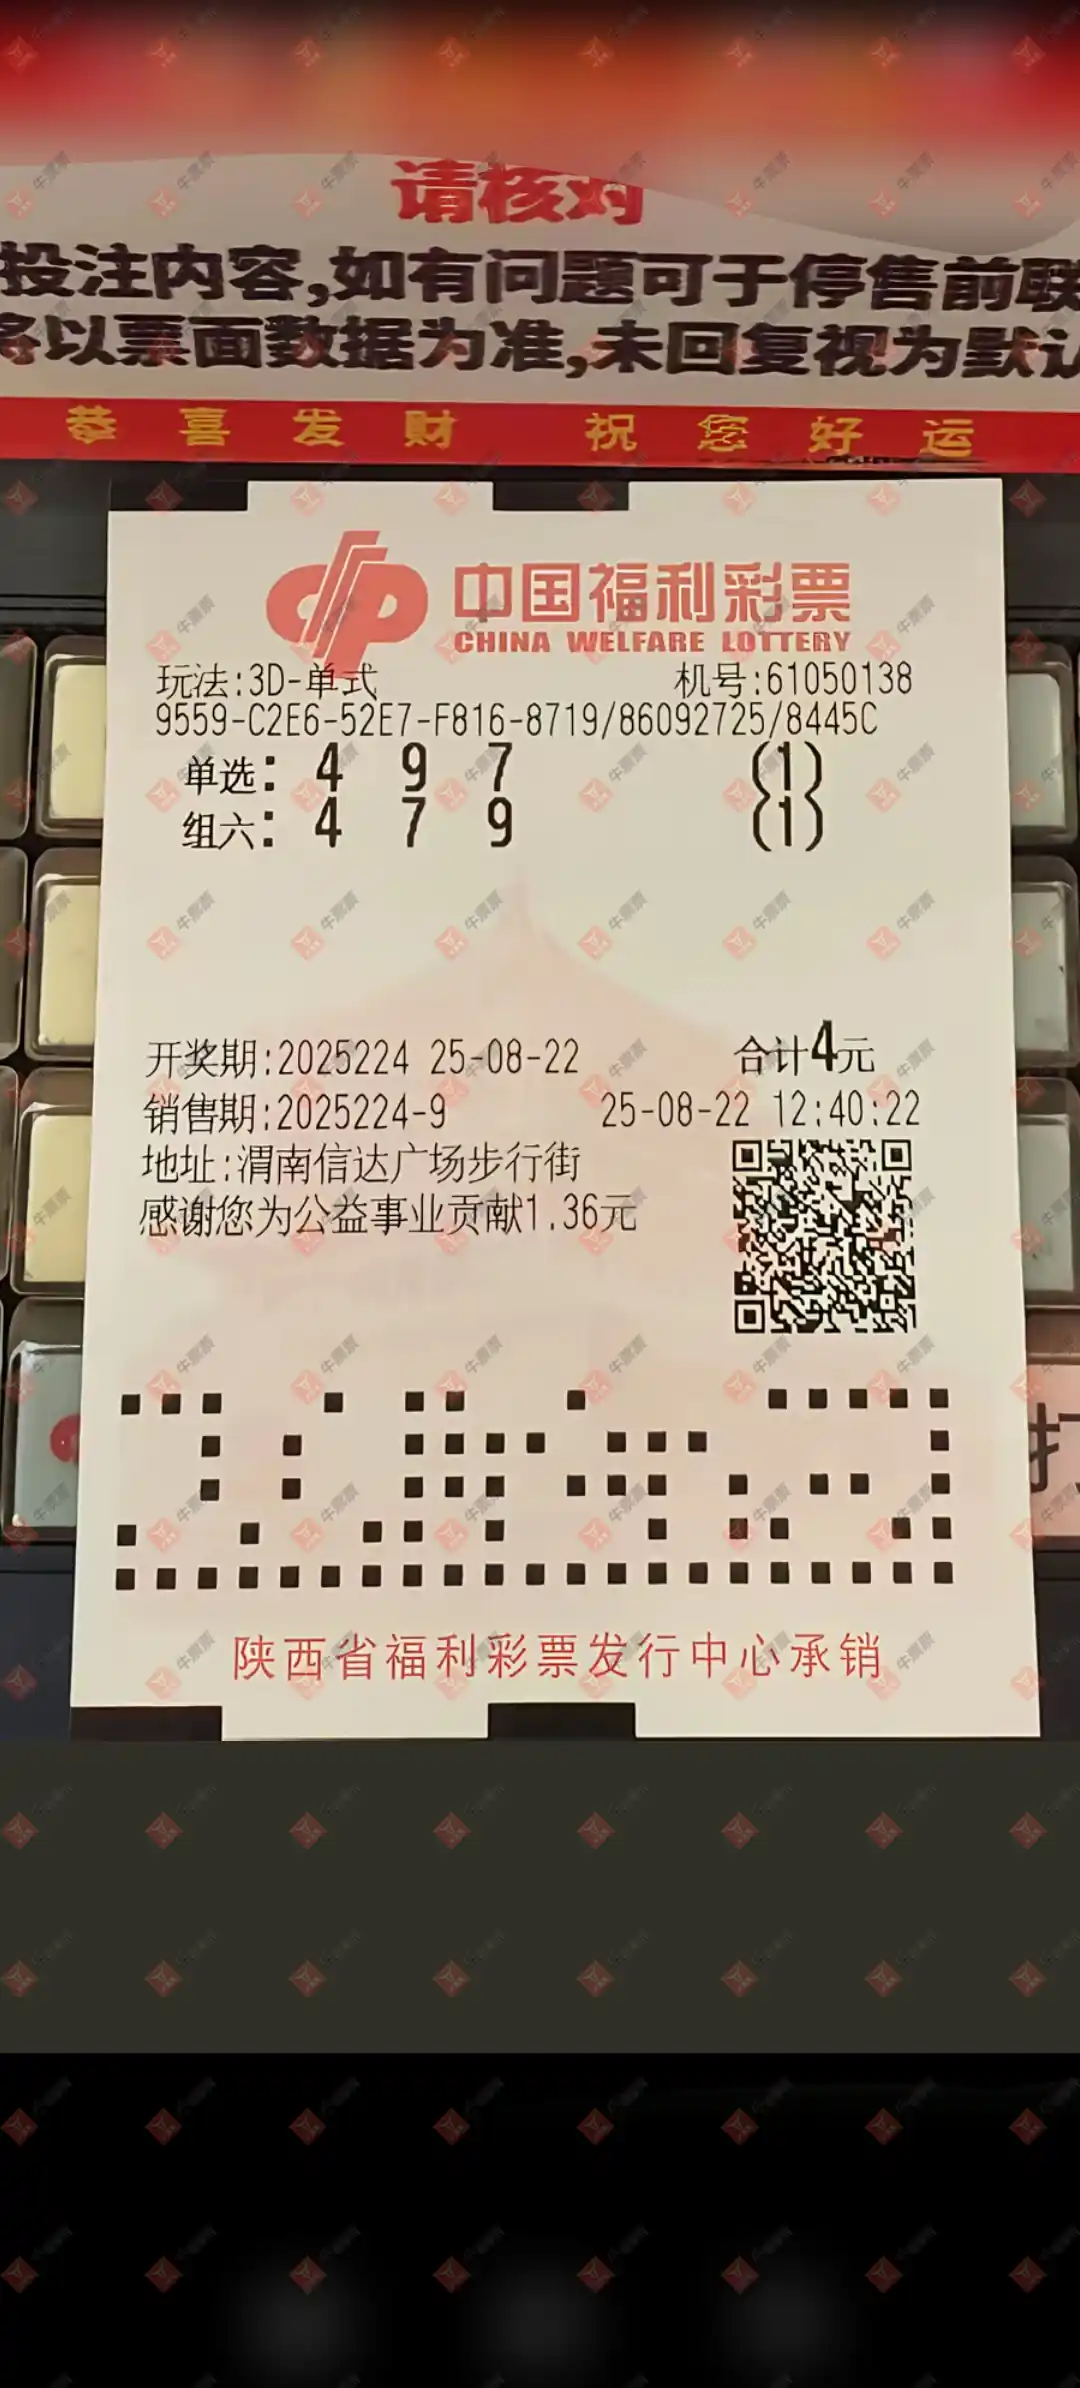 请核对
投注内容,如有问题可于停售前联
将以票面数据为准,未回复视为默认
恭喜发财 祝您好运
中国福利彩票
CHINA WELFARE LOTTERY
玩法:3D-单式 机号:61050138
9559-C2E6-52E7-F816-8719/86092725/8445C
单选: 4 9 7 (1)
组六: 4 7 9 (1)
开奖期:2025224 25-08-22 合计4元
销售期:2025224-9 25-08-22 12:40:22
地址:渭南信达广场步行街
感谢您为公益事业贡献1.36元
打
陕西省福利彩票发行中心承销
牛票票